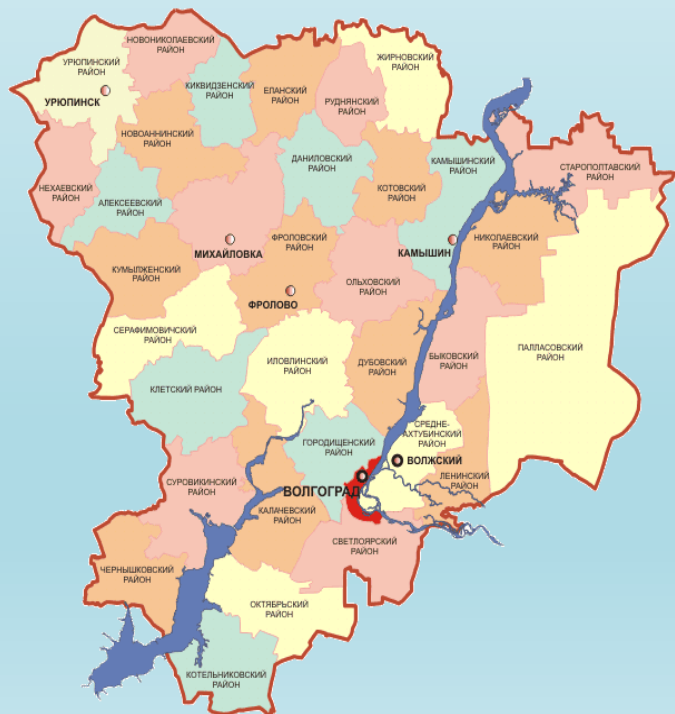 НОВОНИКОЛАЕВСКИЙ
РАЙОН
УРЮПИНСКИЙ
РАЙОН
УРЮПИНСК
КИКВИДЗЕНСКИЙ
РАЙОН
ЕЛАНСКИЙ
РАЙОН
РУДНЯНСКИЙ
РАЙОН
ЖИРНОВСКИЙ
РАЙОН
НОВОАННИНСКИЙ
РАЙОН
НЕХАЕВСКИЙ
РАЙОН
АЛЕКСЕЕВСКИЙ
РАЙОН
ДАНИЛОВСКИЙ
РАЙОН
КОТОВСКИЙ
РАЙОН
КАМЫШИНСКИЙ
РАЙОН
СТАРОПОЛТАВСКИЙ
РАЙОН
МИХАЙЛОВКА
ФРОЛОВСКИЙ
РАЙОН
КАМЫШИН
НИКОЛАЕВСКИЙ
РАЙОН
КУМЫЛЖЕНСКИЙ
РАЙОН
ФРОЛОВО
ОЛЬХОВСКИЙ
РАЙОН
СЕРАФИМОВИЧСКИЙ
РАЙОН
ИЛОВЛИНСКИЙ
РАЙОН
ДУБОВСКИЙ
РАЙОН
БЫКОВСКИЙ
РАЙОН
ПАЛЛАСОВСКИЙ
РАЙОН
КЛЕТСКИЙ РАЙОН
ГОРОДИЩЕНСКИЙ
РАЙОН
СРЕДНЕ-
АХТУБИНСКИЙ
РАЙОН
ВОЛЖСКИЙ
СУРОВИКИНСКИЙ
РАЙОН
ВОЛГОГРАД
ЛЕНИНСКИЙ
РАЙОН
КАЛАЧЕВСКИЙ
РАЙОН
СВЕТЛОЯРСКИЙ
РАЙОН
ЧЕРНЫШКОВСКИЙ
РАЙОН
ОКТЯБРЬСКИЙ
РАЙОН
КОТЕЛЬНИКОВСКИЙ
РАЙОН